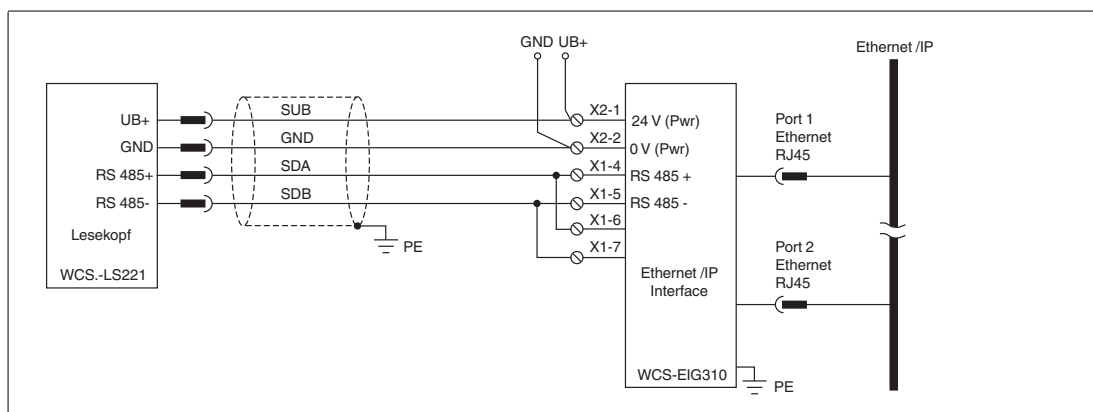 GND UB+
Ethernet /IP
UB+
SUB
X2-1
24 V (Pwr)
GND
GND
X2-2
0 V (Pwr)
RS 485+
SDA
X1-4
RS 485 +
RS 485-
SDB
X1-5
RS 485 -
X1-6
X1-7
Lesekopf
WCS.-LS221
PE
Ethernet /IP
Interface
WCS-EIG310
PE
Port 1
Ethernet
RJ45
Port 2
Ethernet
RJ45